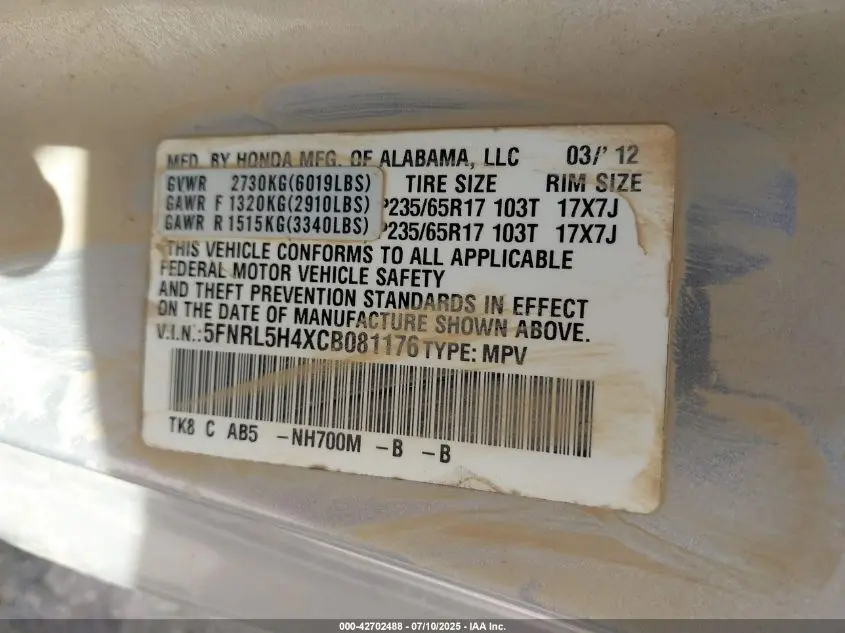 MFD. BY HONDA MFG. OF ALABAMA, LLC 03/'12
GVWR 2730KG(6019LBS) TIRE SIZE RIM SIZE
GAWR F 1320KG(2910LBS) P235/65R17 103T 17X7J
GAWR R 1515KG(3340LBS) P235/65R17 103T 17X7J
THIS VEHICLE CONFORMS TO ALL APPLICABLE
FEDERAL MOTOR VEHICLE SAFETY
AND THEFT PREVENTION STANDARDS IN EFFECT
ON THE DATE OF MANUFACTURE SHOWN ABOVE.
V.I.N.:5FNRL5H4XCB081176 TYPE: MPV
TK8 C AB5 -NH700M -B -B
000-42702488 - 07/10/2025 - IAA Inc.